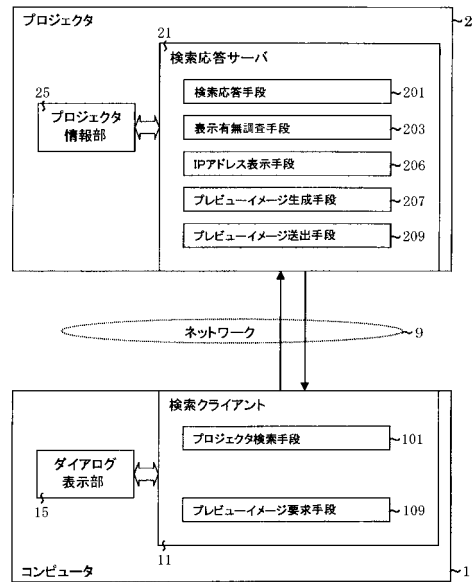 プロジェクタ
2
21
検索応答サーバ
25
プロジェクタ
情報部
検索応答手段
201
表示有無調査手段
203
IPアドレス表示手段
206
プレビューイメージ生成手段
207
プレビューイメージ送出手段
209
ネットワーク
9
検索クライアント
プロジェクタ検索手段
101
ダイアログ
表示部
15
プレビューイメージ要求手段
109
11
コンピュータ
1